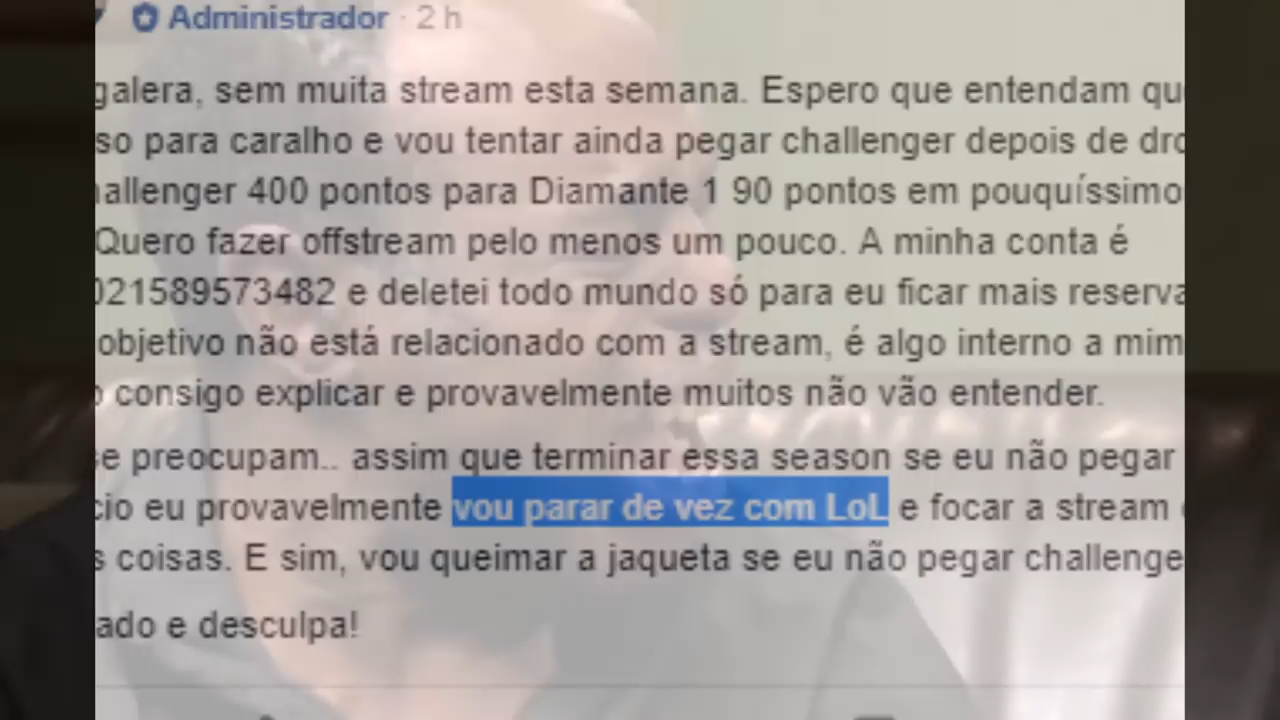 Administrador · 2 h
galera, sem muita stream esta semana. Espero que entendam qu
so para caralho e vou tentar ainda pegar challenger depois de dro
hallenger 400 pontos para Diamante 1 90 pontos em pouquíssimo
Quero fazer offstream pelo menos um pouco. A minha conta é
021589573482 e deletei todo mundo só para eu ficar mais reserva
objetivo não está relacionado com a stream, é algo interno a mim
o consigo explicar e provavelmente muitos não vão entender.
se preocupam.. assim que terminar essa season se eu não pegar
cio eu provavelmente vou parar de vez com LoL e focar a stream
s coisas. E sim, vou queimar a jaqueta se eu não pegar challenge
ado e desculpa!